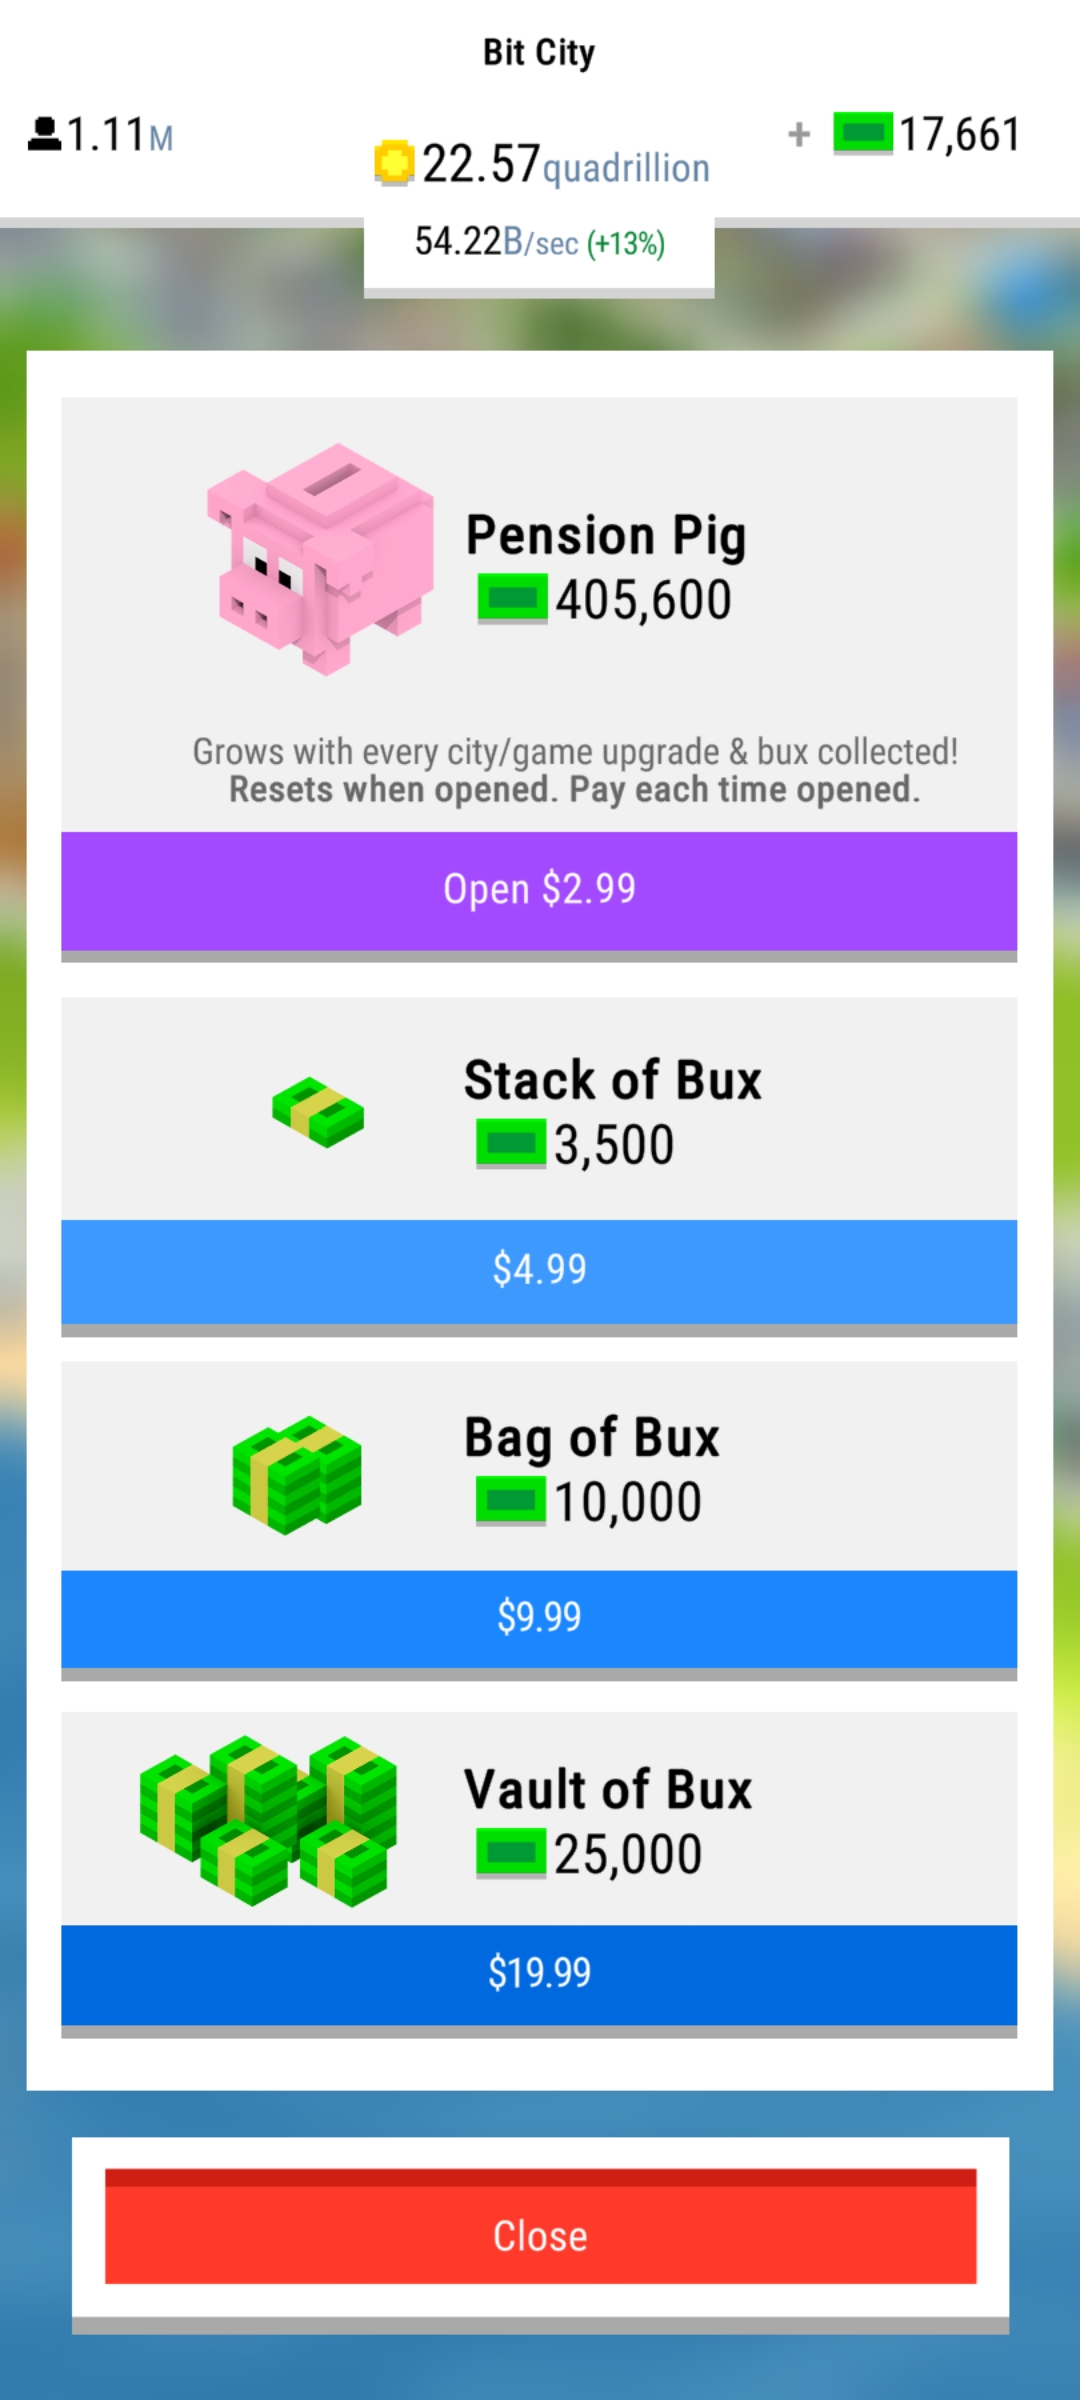 Bit City
1.11M
22.57quadrillion
+ 17,661
54.22B/sec (+13%)
Pension Pig
405,600
Grows with every city/game upgrade & bux collected!
Resets when opened. Pay each time opened.
Open $2.99
Stack of Bux
3,500
$4.99
Bag of Bux
10,000
$9.99
Vault of Bux
25,000
$19.99
Close